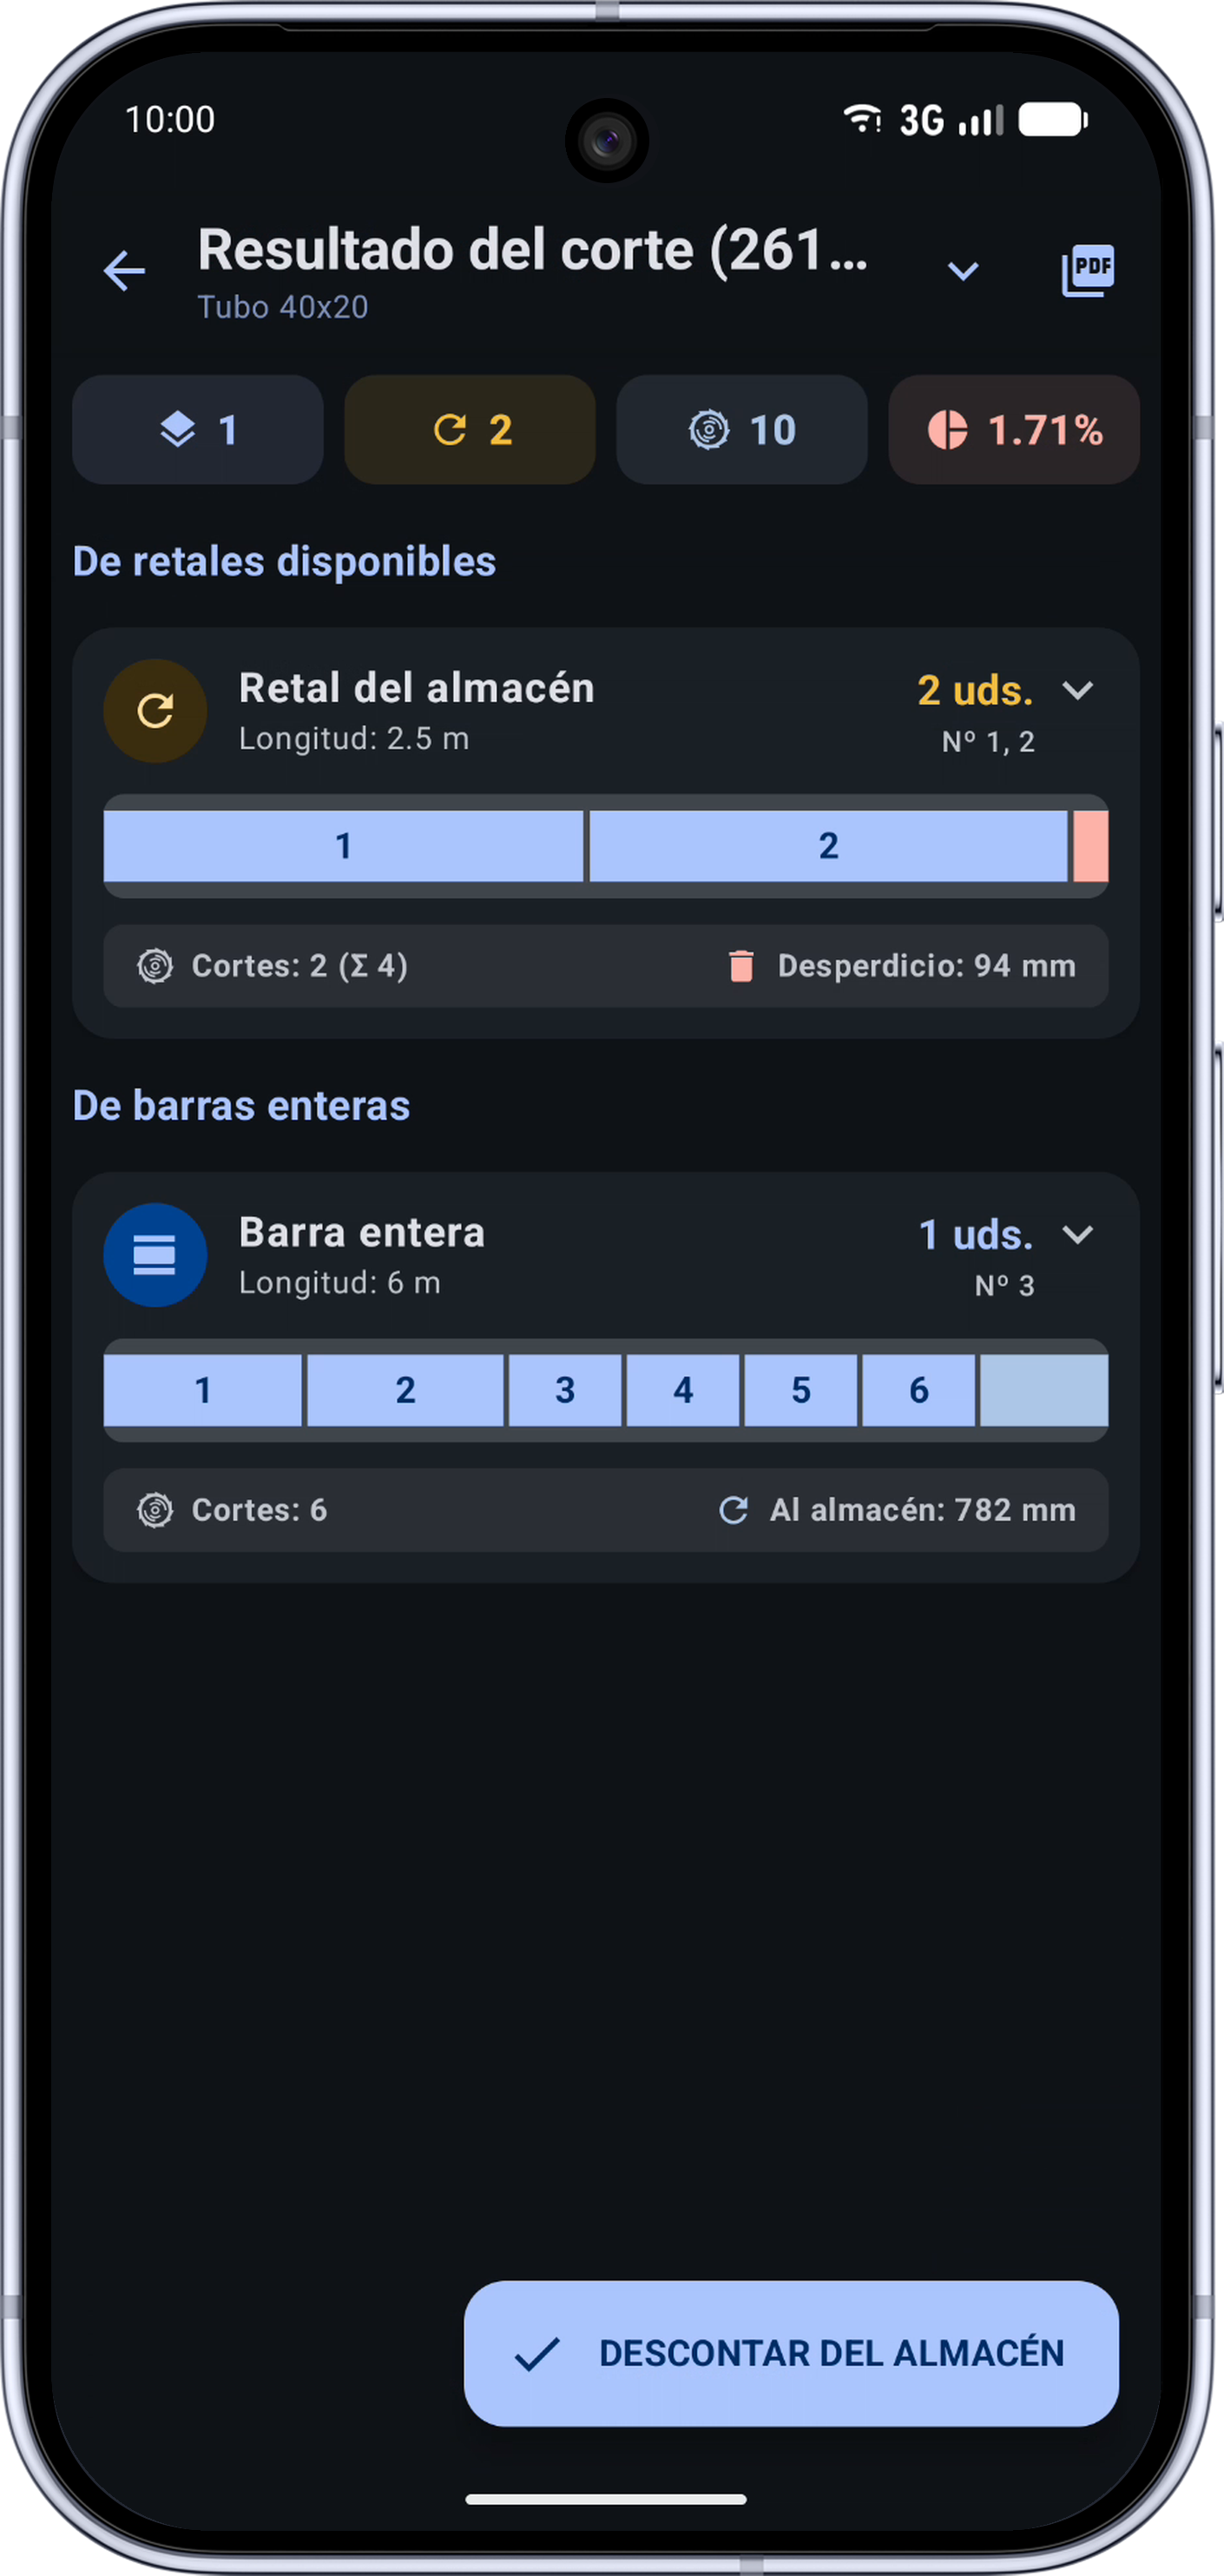 10:00
3G
Resultado del corte (261...
Tubo 40x20
PDF
1
2
10
1.71%
De retales disponibles
Retal del almacén
2 uds.
Longitud: 2.5 m
Nº 1, 2
1
2
Cortes: 2 (Σ 4)
Desperdicio: 94 mm
De barras enteras
Barra entera
1 uds.
Longitud: 6 m
Nº 3
1
2
3
4
5
6
Cortes: 6
Al almacén: 782 mm
DESCONTAR DEL ALMACÉN